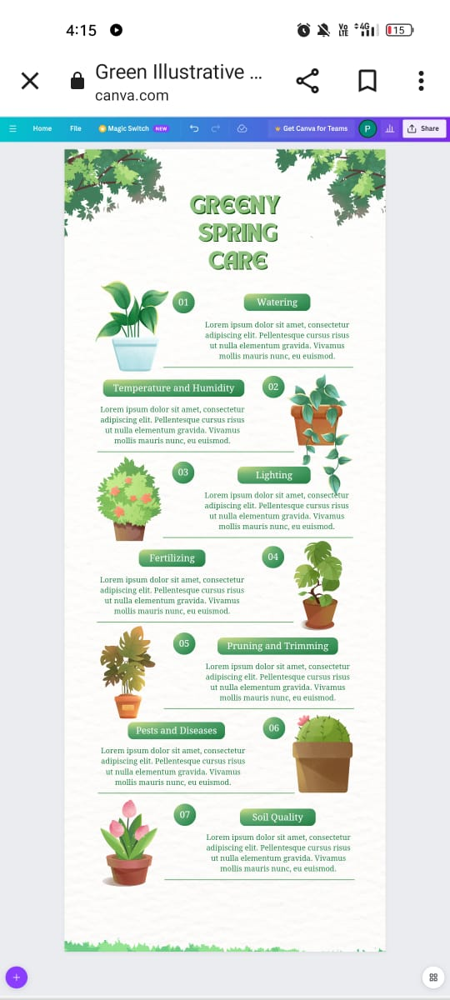 4:15
Vo LTE
4G
15
Green Illustrative ...
canva.com
Home
File
Magic Switch NEW
Get Canva for Teams
P
Share
GREENY
SPRING
CARE
01
Watering
Lorem ipsum dolor sit amet, consectetur
adipiscing elit. Pellentesque cursus risus
ut nulla elementum gravida. Vivamus
mollis mauris nunc, eu euismod.
Temperature and Humidity
02
Lorem ipsum dolor sit amet, consectetur
adipiscing elit. Pellentesque cursus risus
ut nulla elementum gravida. Vivamus
mollis mauris nunc, eu euismod.
03
Lighting
Lorem ipsum dolor sit amet, consectetur
adipiscing elit. Pellentesque cursus risus
ut nulla elementum gravida. Vivamus
mollis mauris nunc, eu euismod.
Fertilizing
04
Lorem ipsum dolor sit amet, consectetur
adipiscing elit. Pellentesque cursus risus
ut nulla elementum gravida. Vivamus
mollis mauris nunc, eu euismod.
05
Pruning and Trimming
Lorem ipsum dolor sit amet, consectetur
adipiscing elit. Pellentesque cursus risus
ut nulla elementum gravida. Vivamus
mollis mauris nunc, eu euismod.
Pests and Diseases
06
Lorem ipsum dolor sit amet, consectetur
adipiscing elit. Pellentesque cursus risus
ut nulla elementum gravida. Vivamus
mollis mauris nunc, eu euismod.
07
Soil Quality
Lorem ipsum dolor sit amet, consectetur
adipiscing elit. Pellentesque cursus risus
ut nulla elementum gravida. Vivamus
mollis mauris nunc, eu euismod.